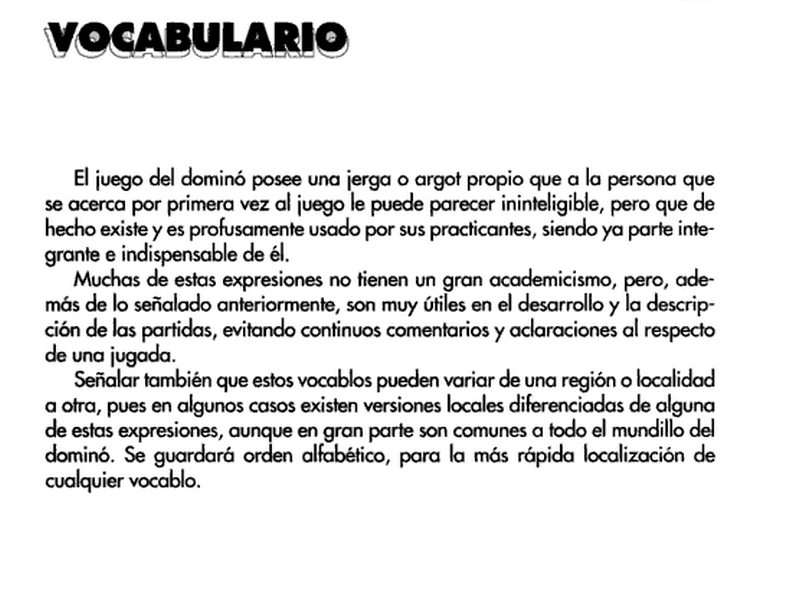 VOCABULARIO
El juego del dominó posee una jerga o argot propio que a la persona que
se acerca por primera vez al juego le puede parecer ininteligible, pero que de
hecho existe y es profusamente usado por sus practicantes, siendo ya parte inte-
grante e indispensable de él.
Muchas de estas expresiones no tienen un gran academicismo, pero, ade-
más de lo señalado anteriormente, son muy útiles en el desarrollo y la descrip-
ción de las partidas, evitando continuos comentarios y aclaraciones al respecto
de una jugada.
Señalar también que estos vocablos pueden variar de una región o localidad
a otra, pues en algunos casos existen versiones locales diferenciadas de alguna
de estas expresiones, aunque en gran parte son comunes a todo el mundillo del
dominó. Se guardará orden alfabético, para la más rápida localización de
cualquier vocablo.